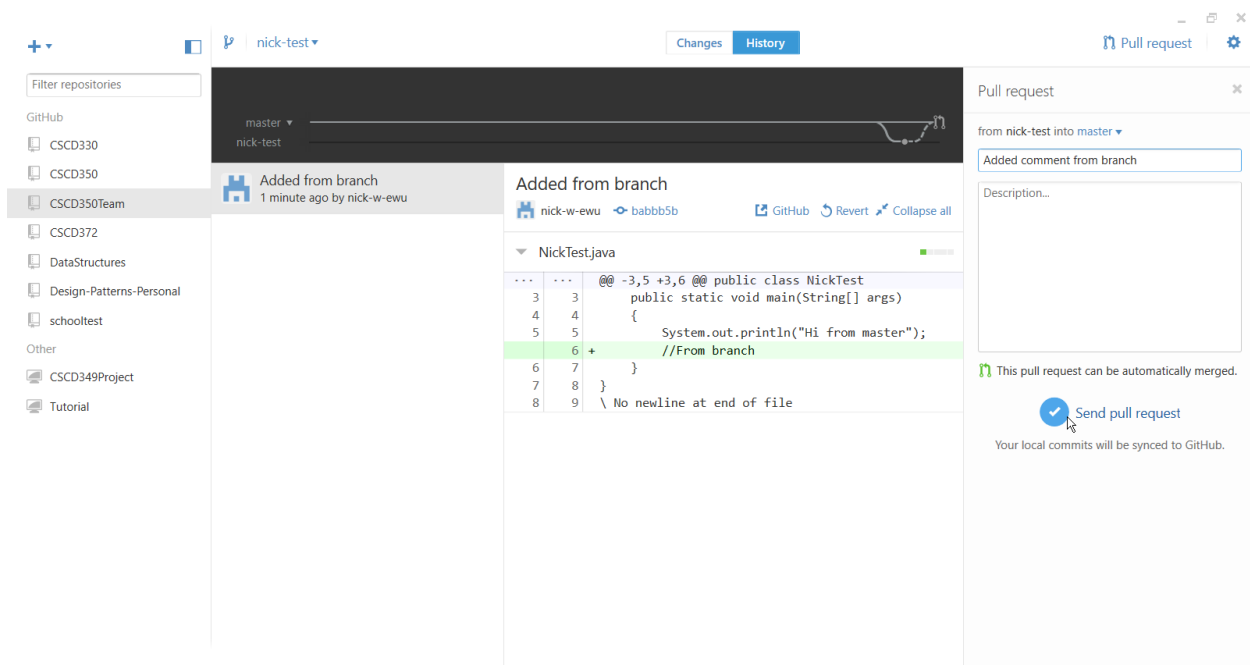 nick-test
Changes
History
Pull request
Filter repositories
GitHub
CSCD330
CSCD350
CSCD350Team
CSCD372
DataStructures
Design-Patterns-Personal
schooltest
Other
CSCD349Project
Tutorial
master
nick-test
Added from branch
1 minute ago by nick-w-ewu
Added from branch
nick-w-ewu babbb5b GitHub Revert Collapse all
NickTest.java
... ... @@ -3,5 +3,6 @@ public class NickTest
3 3 public static void main(String[] args)
4 4 {
5 5 System.out.println("Hi from master");
6 + //From branch
6 7 }
7 8 }
8 9 \ No newline at end of file
Pull request
from nick-test into master
Added comment from branch
Description...
This pull request can be automatically merged.
Send pull request
Your local commits will be synced to GitHub.